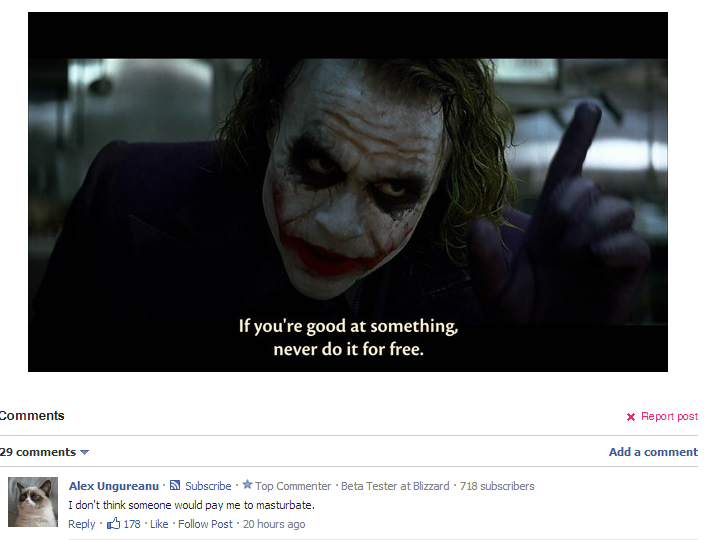 If you're good at something,
never do it for free.
Comments
Report post
29 comments
Add a comment
Alex Ungureanu · Subscribe · Top Commenter · Beta Tester at Blizzard · 718 subscribers
I don't think someone would pay me to masturbate.
Reply · 178 · Like · Follow Post · 20 hours ago